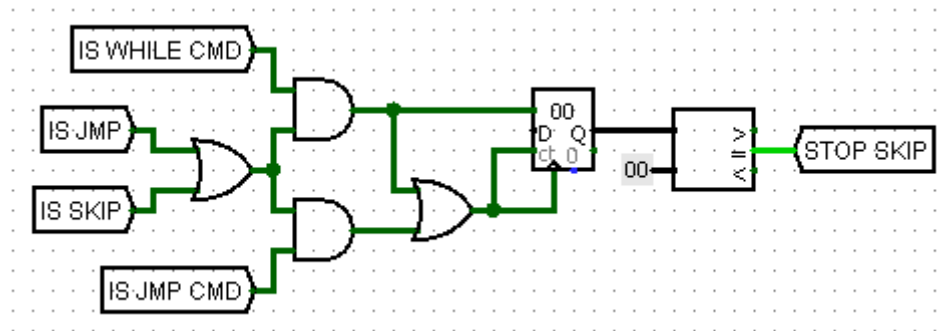 IS WHILE CMD
IS JMP
IS SKIP
IS JMP CMD
00
D Q
ct 0
00
>
=
<
STOP SKIP